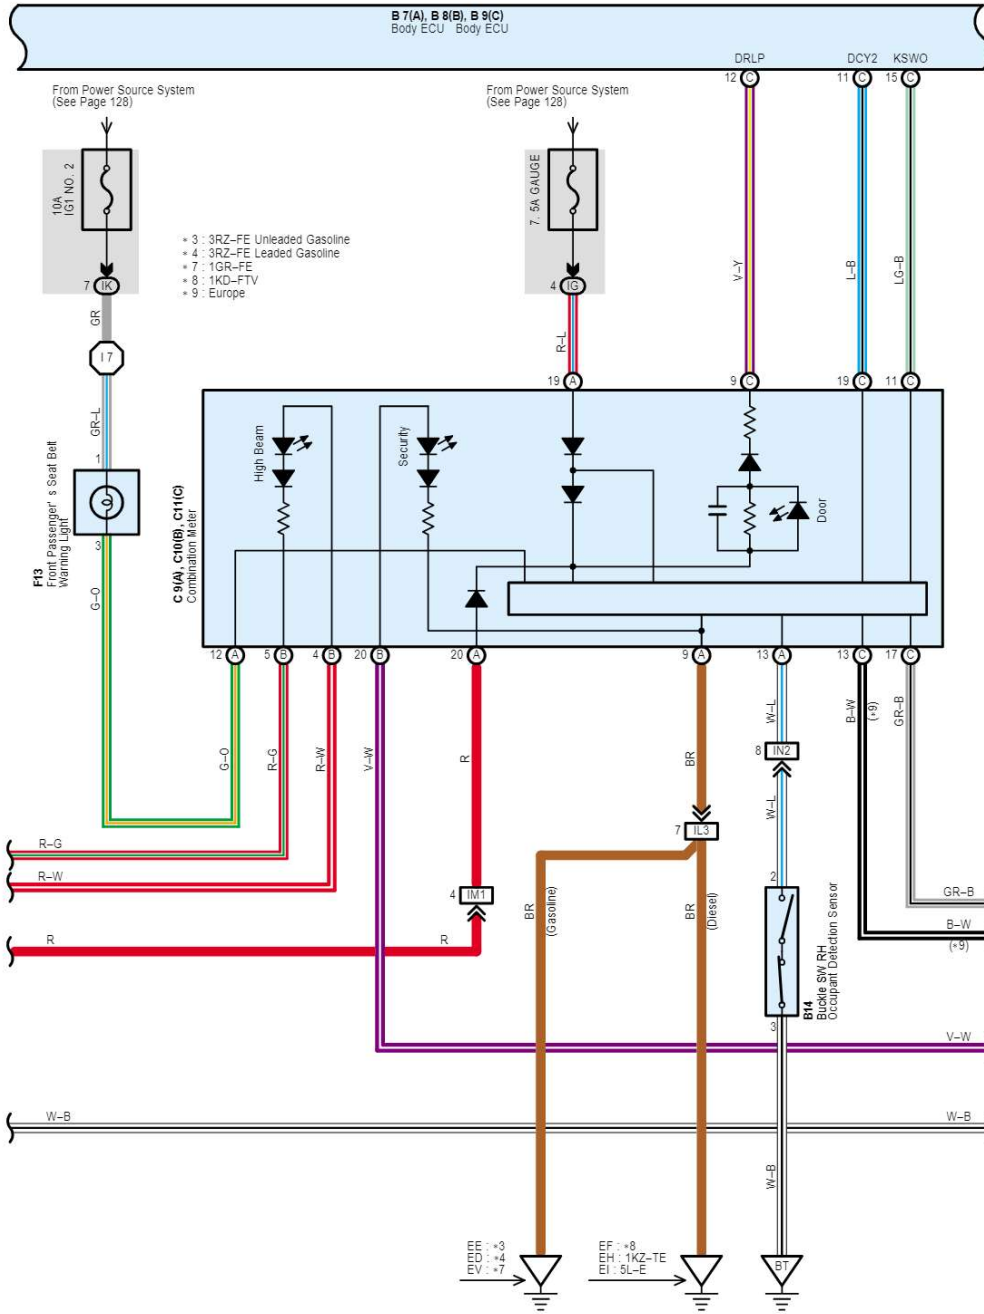 B 7(A), B 8(B), B 9(C)
Body ECU Body ECU
DRLP
DCY2
KSWO
12 C
11 C
15 C
From Power Source System
(See Page 128)
From Power Source System
(See Page 128)
10A
IG1 NO. 2
7. 5A GAUGE
∗ 3 : 3RZ–FE Unleaded Gasoline
∗ 4 : 3RZ–FE Leaded Gasoline
∗ 7 : 1GR–FE
∗ 8 : 1KD–FTV
∗ 9 : Europe
7 IK
4 IG
V–Y
L–B
LG–B
GR
R–L
I 7
19 A
9 C
19 C
11 C
GR–L
1
High Beam
Security
Door
F13
Front Passenger' s Seat Belt
Warning Light
3
C 9(A), C10(B), C11(C)
Combination Meter
G–O
12 A
5 B
4 B
20 B
20 A
9 A
13 A
13 C
17 C
G–O
R–G
R–W
V–W
R
BR
W–L
B–W
(∗9)
GR–B
8 IN2
W–L
7 IL3
R–G
R–W
4 IM1
2
BR
(Gasoline)
BR
(Diesel)
GR–B
B–W
(∗9)
R
R
B14
Buckle SW RH
Occupant Detection Sensor
3
V–W
W–B
W–B
W–B
EE : ∗3
ED : ∗4
EV : ∗7
EF : ∗8
EH : 1KZ–TE
EI : 5L–E
BT